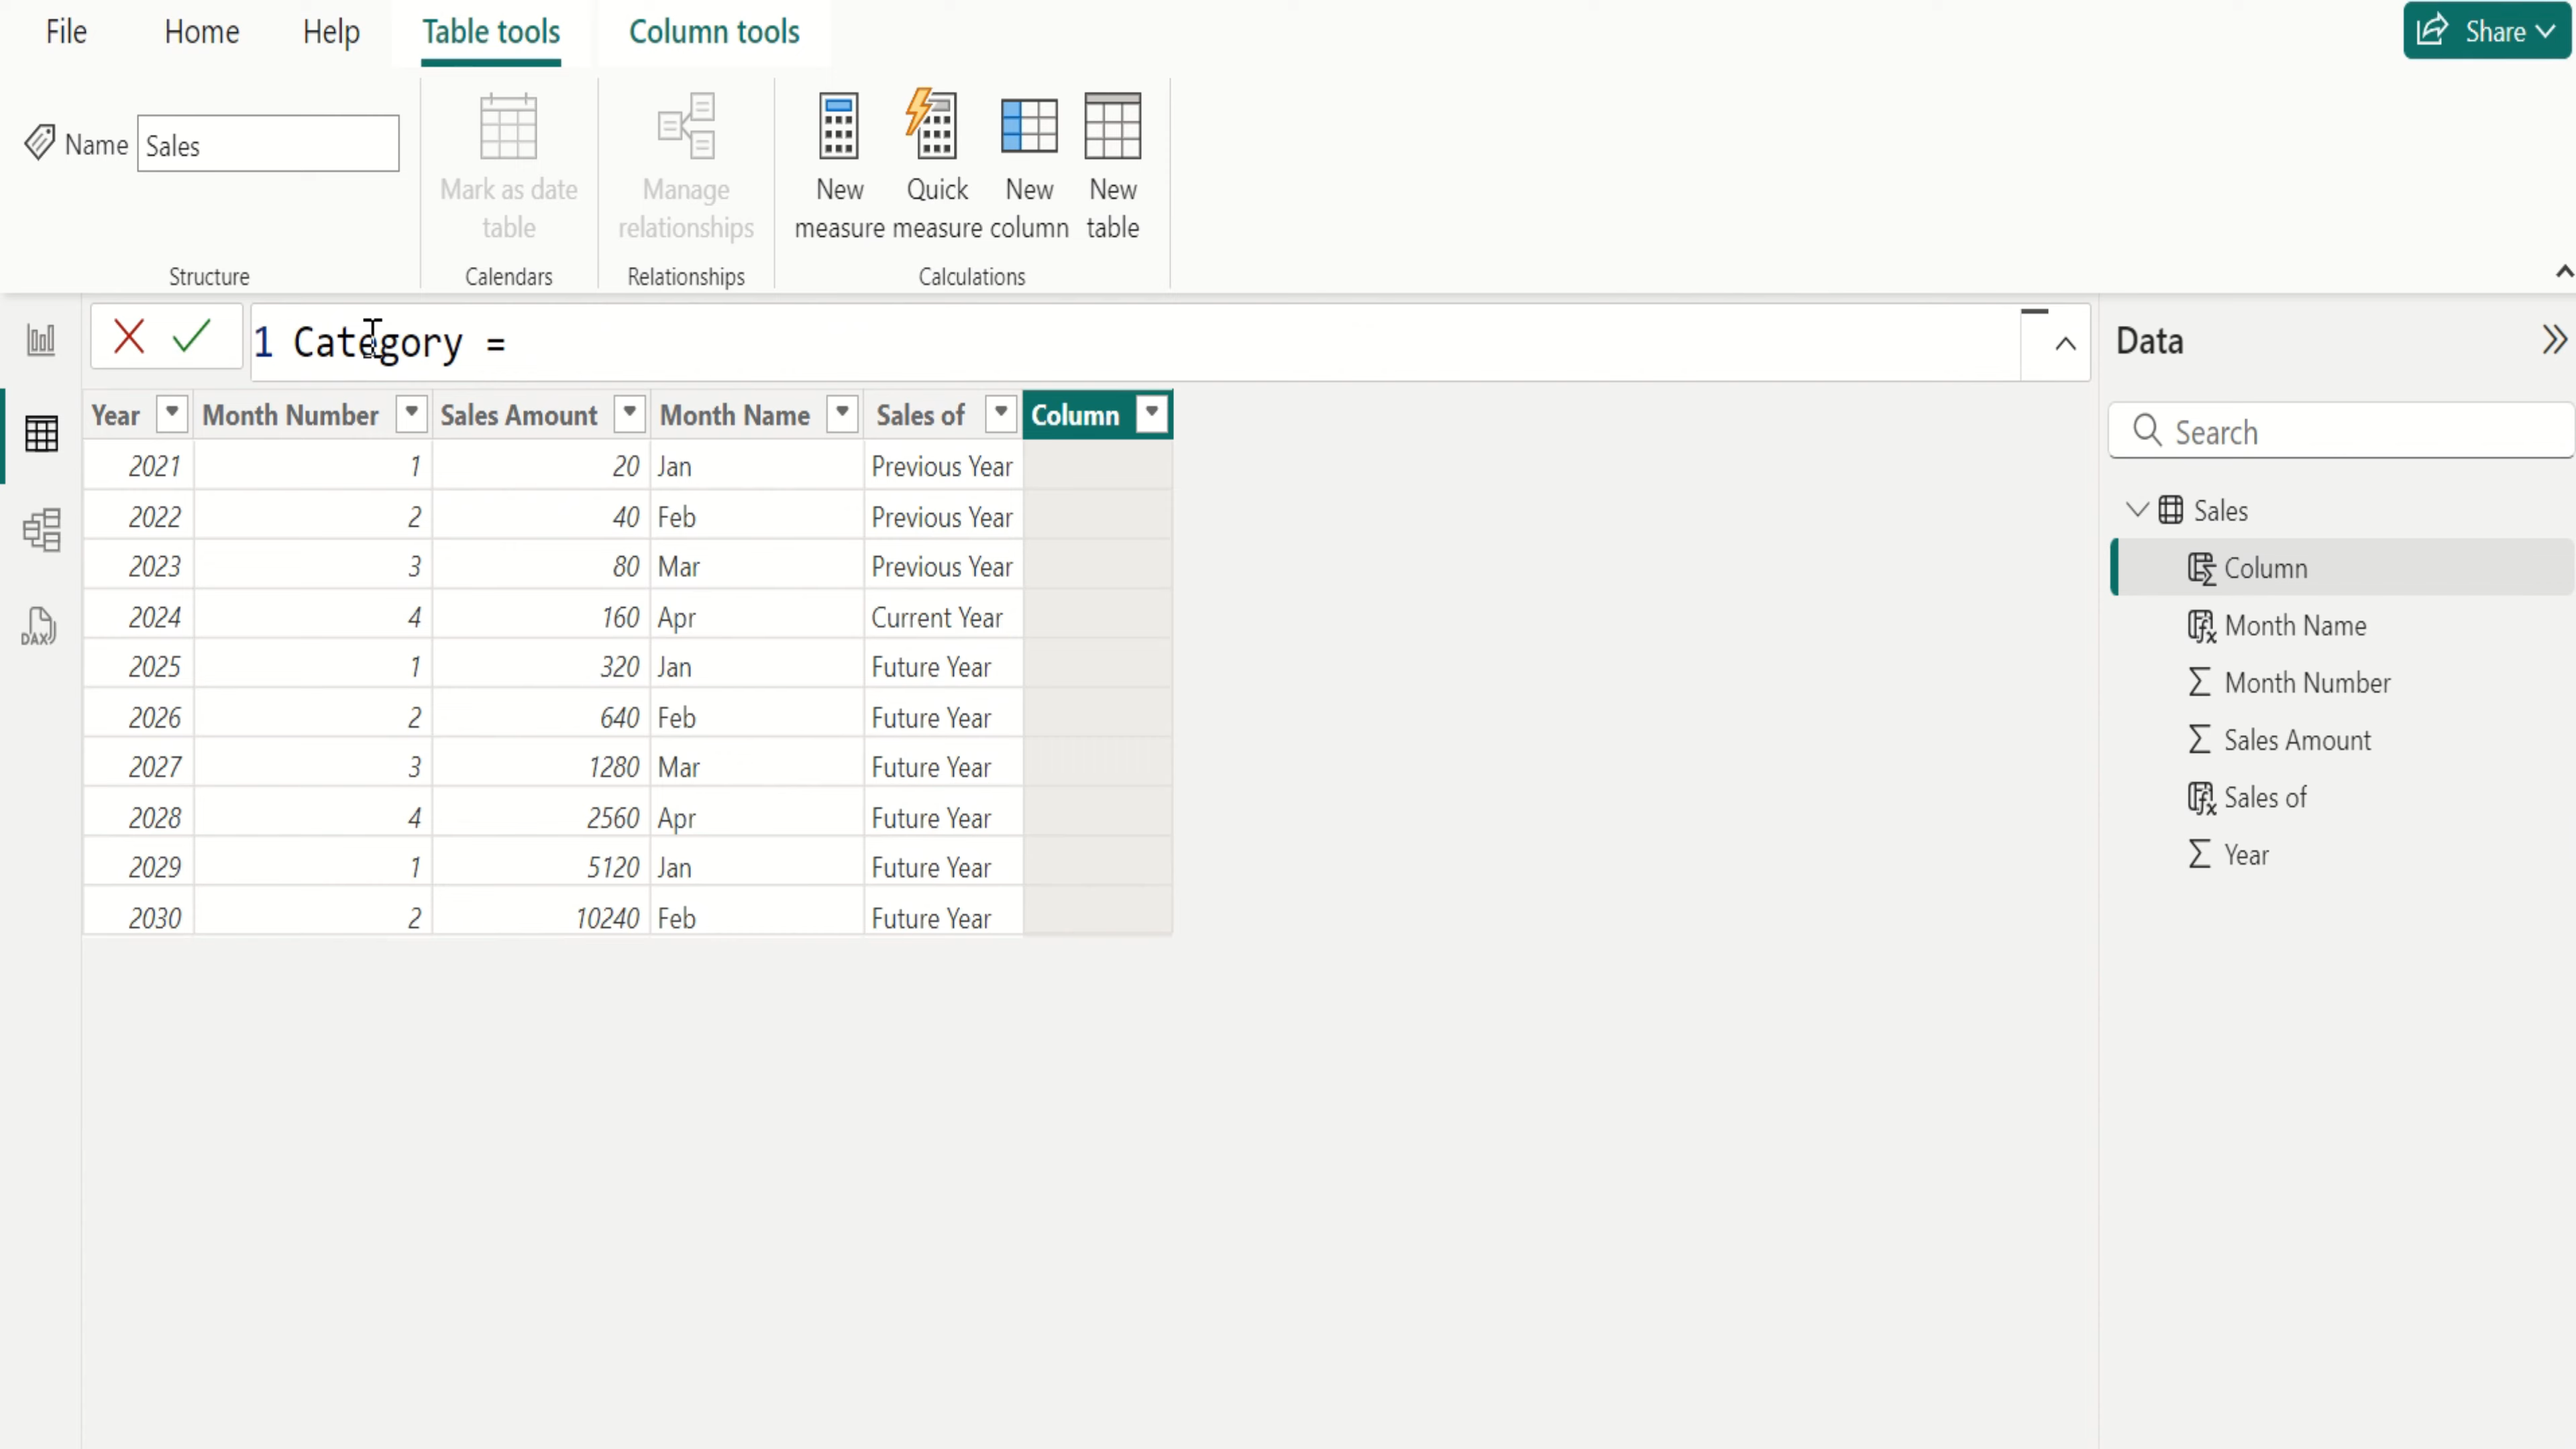 File Home Help Table tools Column tools Share
Name Sales
Mark as date table
Manage relationships
New measure
Quick measure
New column
New table
Structure Calendars Relationships Calculations
1 Category =
Year Month Number Sales Amount Month Name Sales of Column
2021 1 20 Jan Previous Year
2022 2 40 Feb Previous Year
2023 3 80 Mar Previous Year
2024 4 160 Apr Current Year
2025 1 320 Jan Future Year
2026 2 640 Feb Future Year
2027 3 1280 Mar Future Year
2028 4 2560 Apr Future Year
2029 1 5120 Jan Future Year
2030 2 10240 Feb Future Year
DAX
Data
Search
Sales
Column
Month Name
Month Number
Sales Amount
Sales of
Year